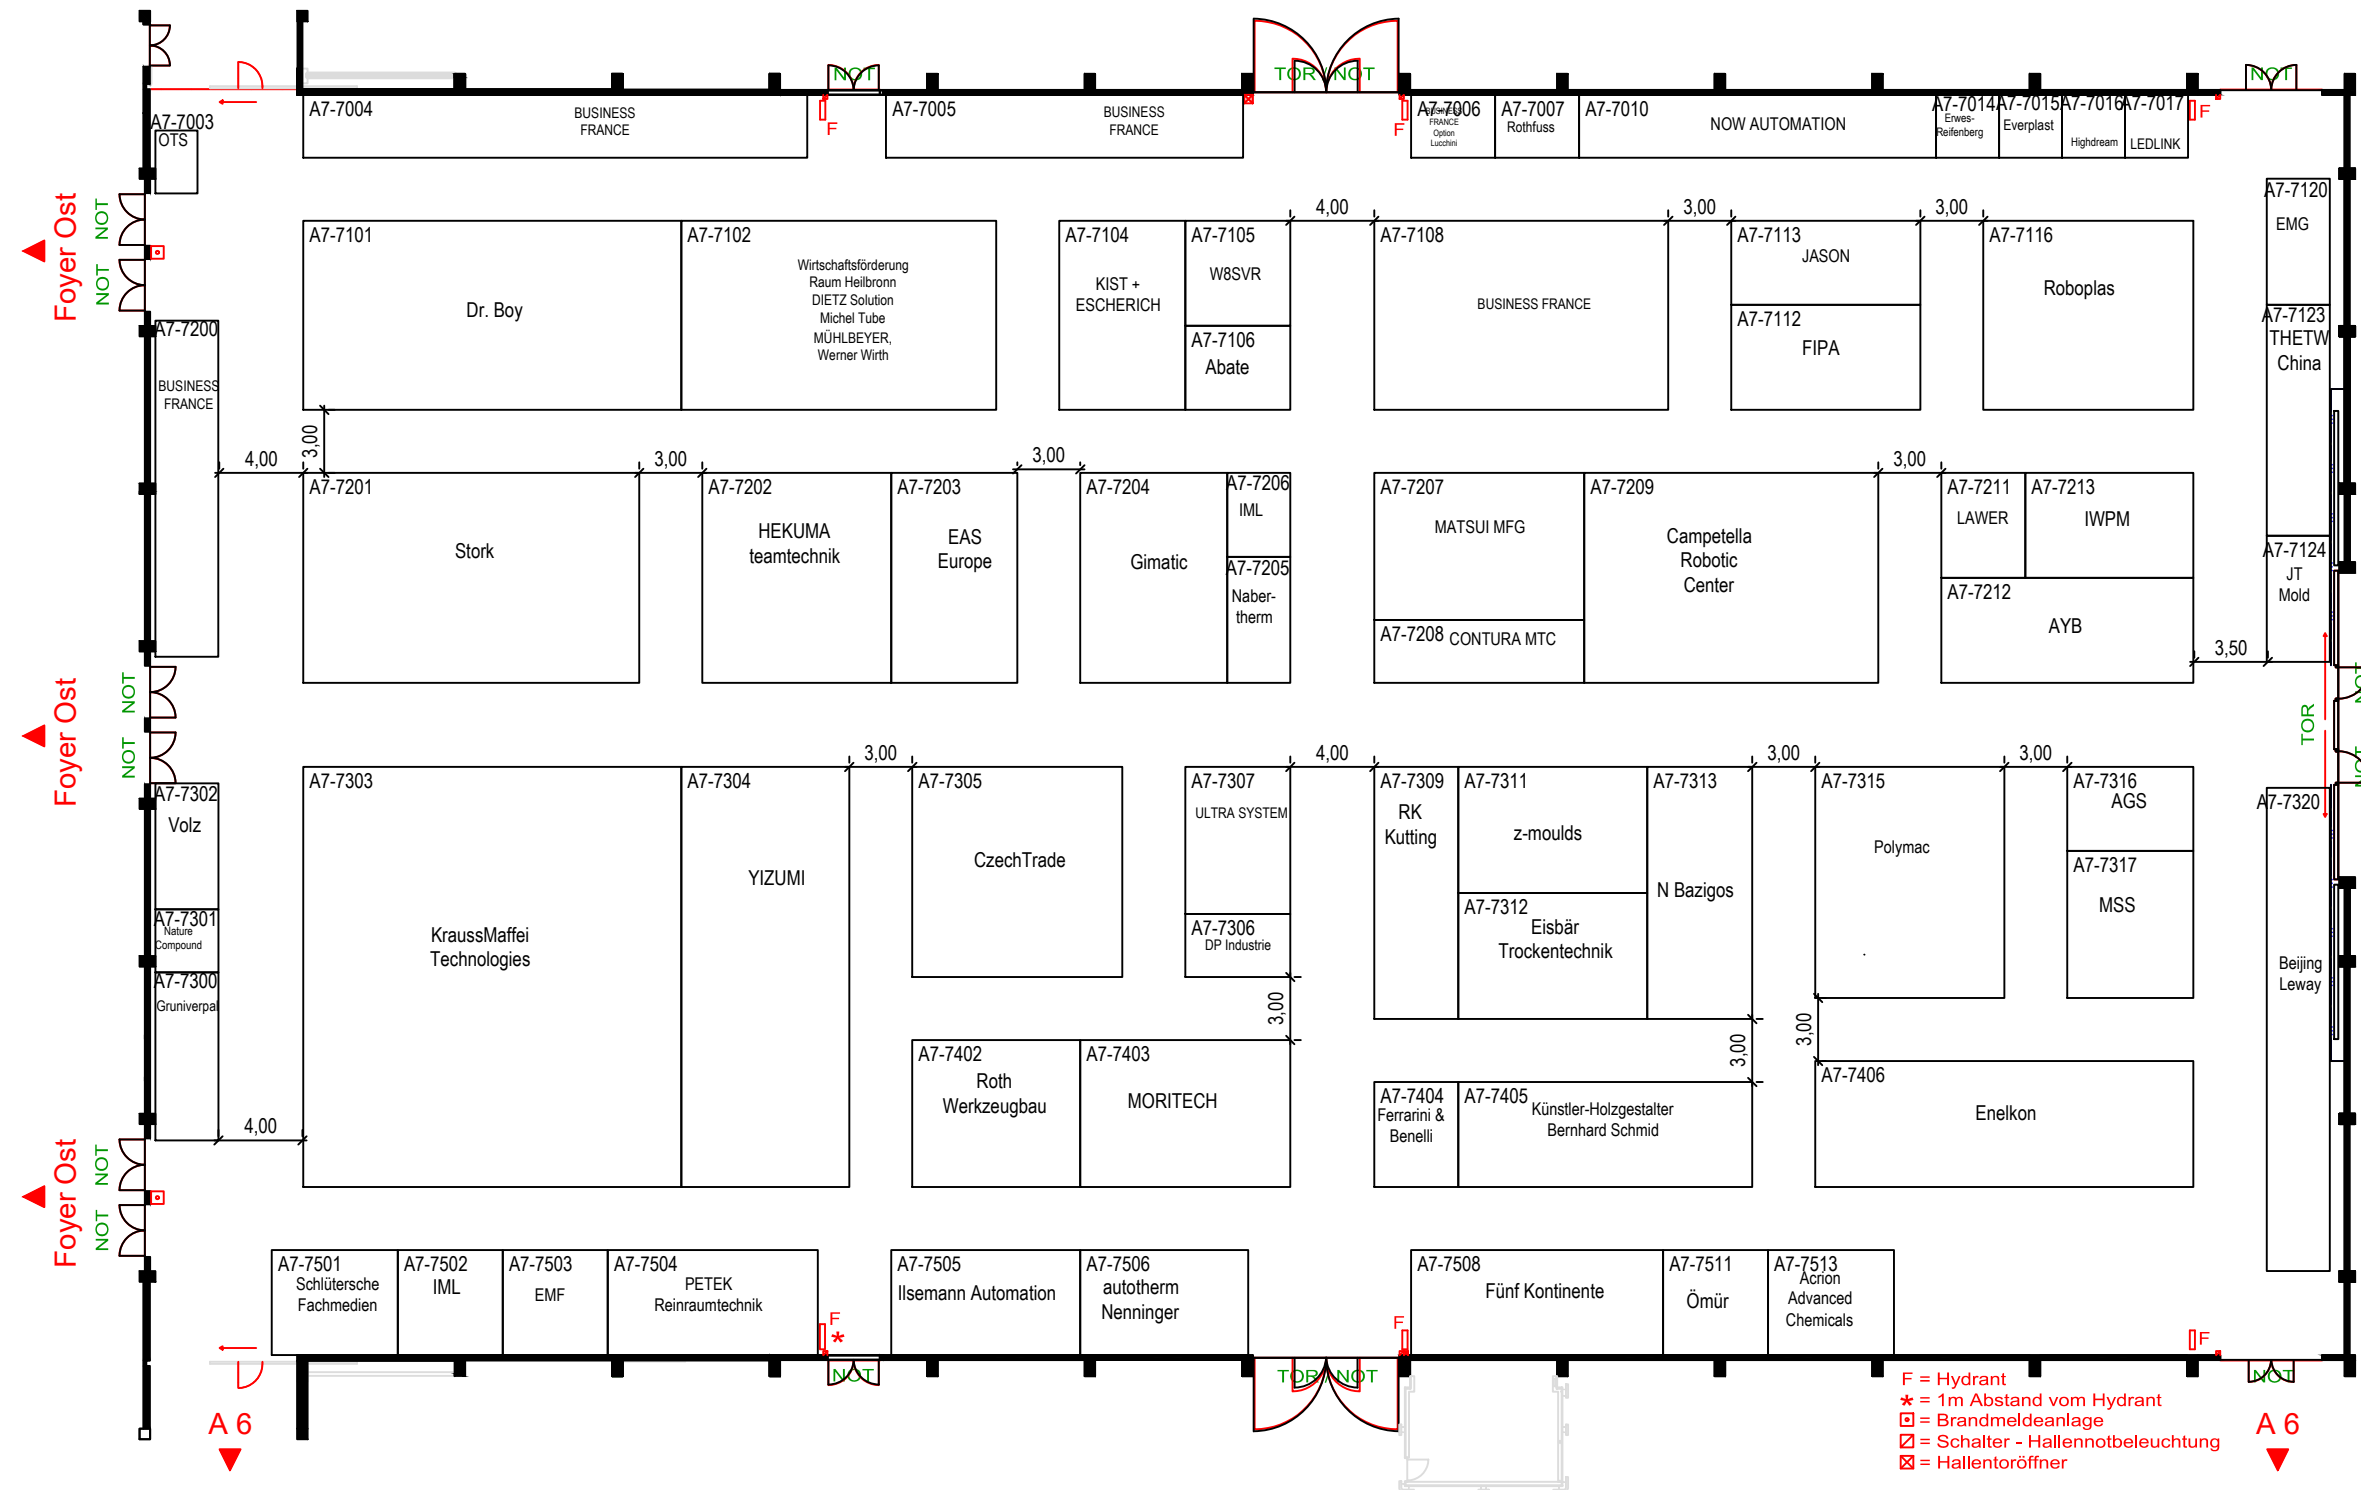 NOT
TOR / NOT
NOT
A7-7003
OTS
A7-7004
BUSINESS
FRANCE
F
A7-7005
BUSINESS
FRANCE
F
A7-7006
BUSINESS
FRANCE
Option
Lucchini
A7-7007
Rothfuss
A7-7010
NOW AUTOMATION
A7-7014
Erwes-
Reifenberg
A7-7015
Everplast
A7-7016
Highdream
A7-7017
LEDLINK
F
Foyer Ost
NOT
NOT
A7-7101
Dr. Boy
A7-7102
Wirtschaftsförderung
Raum Heilbronn
DIETZ Solution
Michel Tube
MÜHLBEYER,
Werner Wirth
A7-7104
KIST +
ESCHERICH
A7-7105
W8SVR
A7-7106
Abate
4,00
A7-7108
BUSINESS FRANCE
3,00
A7-7113
JASON
A7-7112
FIPA
3,00
A7-7116
Roboplas
A7-7120
EMG
A7-7123
THETW
China
A7-7124
JT
Mold
A7-7200
BUSINESS
FRANCE
4,00
3,00
A7-7201
Stork
3,00
A7-7202
HEKUMA
teamtechnik
A7-7203
EAS
Europe
3,00
A7-7204
Gimatic
A7-7206
IML
A7-7205
Naber-
therm
A7-7207
MATSUI MFG
A7-7208 CONTURA MTC
A7-7209
Campetella
Robotic
Center
3,00
A7-7211
LAWER
A7-7213
IWPM
A7-7212
AYB
3,50
Foyer Ost
NOT
NOT
TOR
NOT
NOT
A7-7302
Volz
A7-7301
Nature
Compound
A7-7300
Gruniverpal
4,00
A7-7303
KraussMaffei
Technologies
A7-7304
YIZUMI
3,00
A7-7305
CzechTrade
A7-7307
ULTRA SYSTEM
A7-7306
DP Industrie
4,00
3,00
A7-7309
RK
Kutting
A7-7311
z-moulds
A7-7312
Eisbär
Trockentechnik
A7-7313
N Bazigos
3,00
3,00
A7-7315
Polymac
.
3,00
3,00
A7-7316
AGS
A7-7317
MSS
A7-7320
Beijing
Leway
A7-7402
Roth
Werkzeugbau
A7-7403
MORITECH
A7-7404
Ferrarini &
Benelli
A7-7405
Künstler-Holzgestalter
Bernhard Schmid
A7-7406
Enelkon
Foyer Ost
NOT
NOT
A7-7501
Schlütersche
Fachmedien
A7-7502
IML
A7-7503
EMF
A7-7504
PETEK
Reinraumtechnik
F
*
A7-7505
Ilsemann Automation
A7-7506
autotherm
Nenninger
F
A7-7508
Fünf Kontinente
A7-7511
Ömür
A7-7513
Acrion
Advanced
Chemicals
F
NOT
TOR / NOT
NOT
A 6
F = Hydrant
* = 1m Abstand vom Hydrant
= Brandmeldeanlage
= Schalter - Hallennotbeleuchtung
= Hallentoröffner
A 6